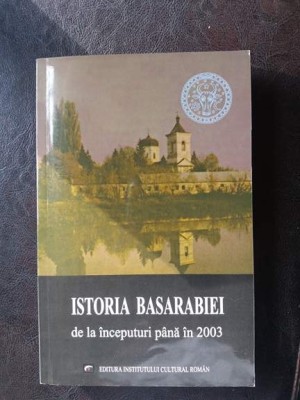 ISTORIA BASARABIEI
de la începuturi până în 2003
EDITURA INSTITUTULUI CULTURAL ROMÂN